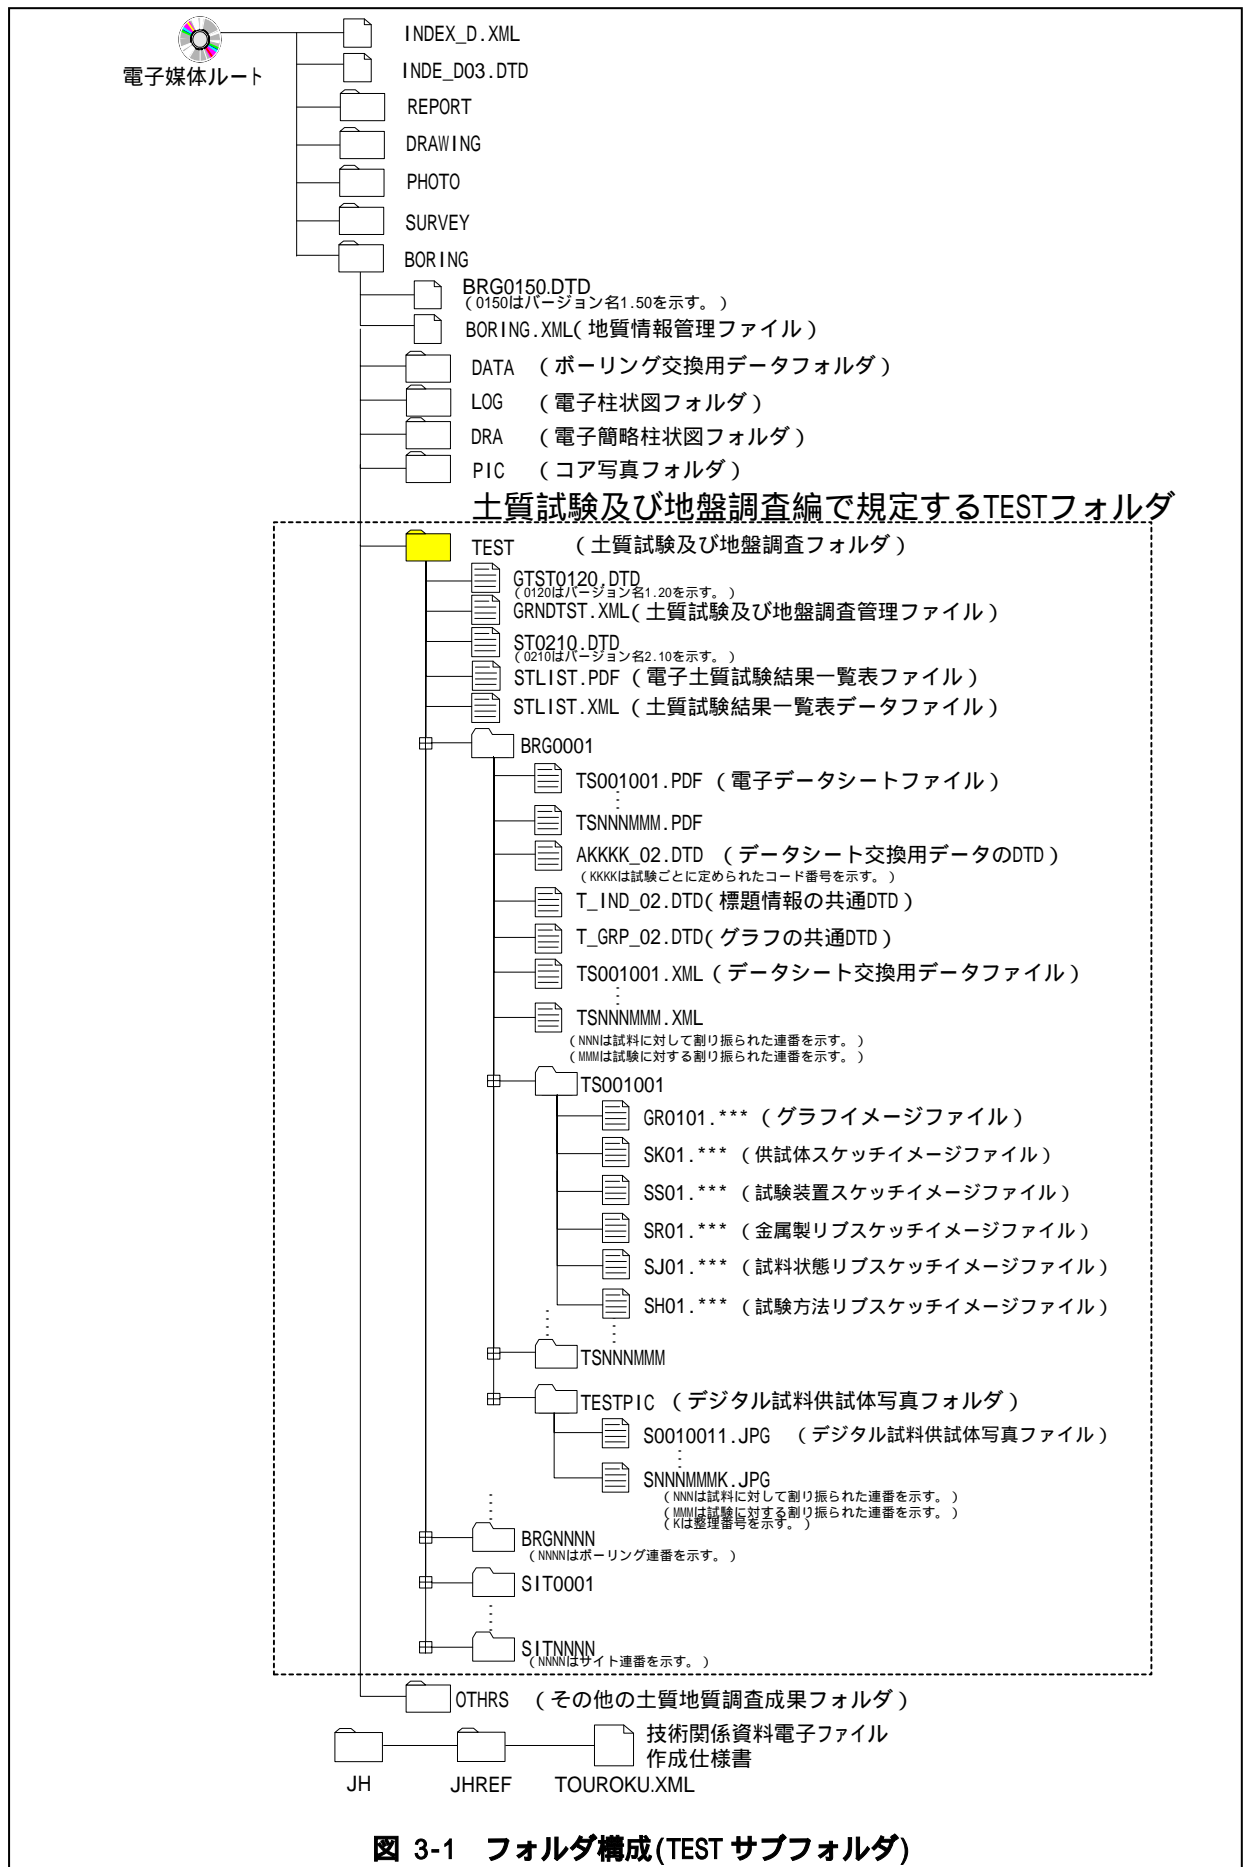 INDEX_D.XML
電子媒体ルート
INDE_D03.DTD
REPORT
DRAWING
PHOTO
SURVEY
BORING
BRG0150.DTD
(0150はバージョン名1.50を示す。)
BORING.XML(地質情報管理ファイル)
DATA (ボーリング交換用データフォルダ)
LOG (電子柱状図フォルダ)
DRA (電子簡略柱状図フォルダ)
PIC (コア写真フォルダ)
土質試験及び地盤調査編で規定するTESTフォルダ
TEST (土質試験及び地盤調査フォルダ)
GTST0120.DTD
(0120はバージョン名1.20を示す。)
GRNDTST.XML(土質試験及び地盤調査管理ファイル)
ST0210.DTD
(0210はバージョン名2.10を示す。)
STLIST.PDF (電子土質試験結果一覧表ファイル)
STLIST.XML (土質試験結果一覧表データファイル)
BRG0001
TS001001.PDF (電子データシートファイル)
TSNNNMMM.PDF
AKKKK_02.DTD (データシート交換用データのDTD)
(KKKKは試験ごとに定められたコード番号を示す。)
T_IND_02.DTD(標題情報の共通DTD)
T_GRP_02.DTD(グラフの共通DTD)
TS001001.XML(データシート交換用データファイル)
TSNNNMMM.XML
(NNNは試料に対して割り振られた連番を示す。)
(MMMは試験に対する割り振られた連番を示す。)
TS001001
GR0101.*** (グラフイメージファイル)
SK01.*** (供試体スケッチイメージファイル)
SS01.*** (試験装置スケッチイメージファイル)
SR01.*** (金属製リブスケッチイメージファイル)
SJ01.*** (試料状態リブスケッチイメージファイル)
SH01.*** (試験方法リブスケッチイメージファイル)
TSNNNMMM
TESTPIC (デジタル試料供試体写真フォルダ)
S0010011.JPG (デジタル試料供試体写真ファイル)
SNNNMMMK.JPG
(NNNは試料に対して割り振られた連番を示す。)
(MMMは試験に対する割り振られた連番を示す。)
(Kは整理番号を示す。)
BRGNNNN
(NNNNはボーリング連番を示す。)
SIT0001
SITNNNN
(NNNNはサイト連番を示す。)
OTHRS (その他の土質地質調査成果フォルダ)
技術関係資料電子ファイル
作成仕様書
JH JHREF TOUROKU.XML
図 3-1 フォルダ構成(TEST サブフォルダ)